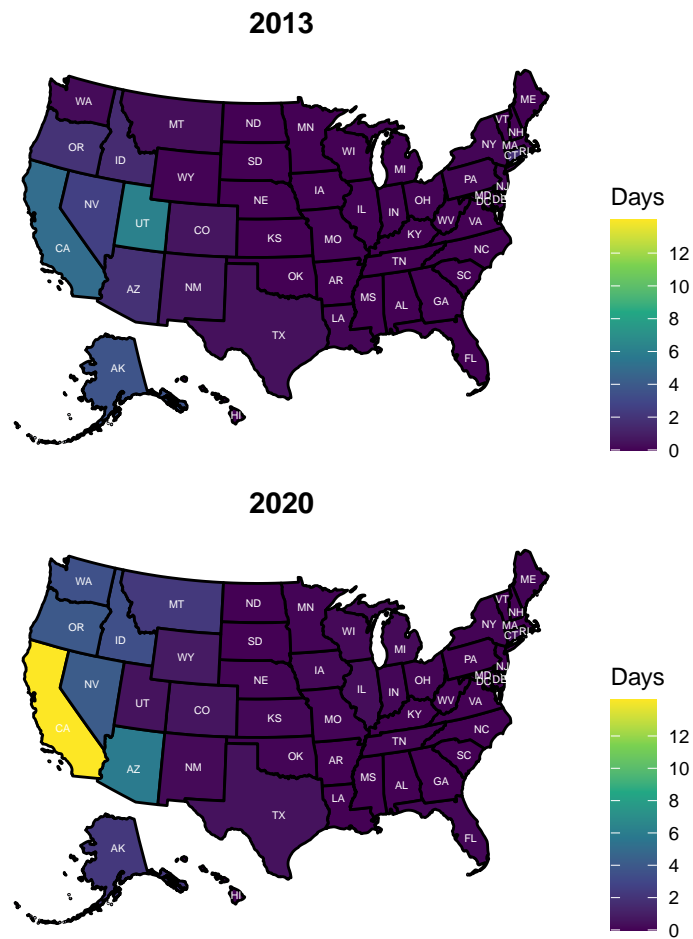 2013
WA
MT
ND
MN
ME
VT
NH
OR
ID
WY
SD
WI
MI
NY
MA
CT
RI
NV
UT
CO
NE
IA
IL
IN
OH
PA
NJ
MD
DE
DC
WV
VA
CA
AZ
NM
KS
MO
KY
NC
TN
OK
AR
SC
TX
LA
MS
AL
GA
FL
AK
HI
Days
12
10
8
6
4
2
0
2020
WA
MT
ND
MN
ME
VT
NH
OR
ID
WY
SD
WI
MI
NY
MA
CT
RI
NV
UT
CO
NE
IA
IL
IN
OH
PA
NJ
MD
DE
DC
WV
VA
CA
AZ
NM
KS
MO
KY
NC
TN
OK
AR
SC
TX
LA
MS
AL
GA
FL
AK
HI
Days
12
10
8
6
4
2
0